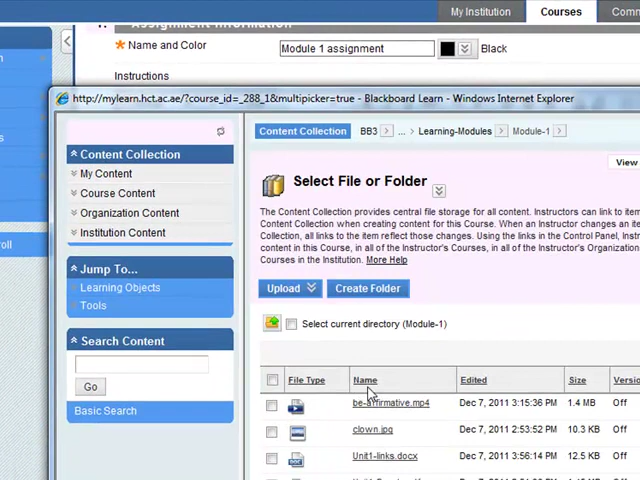 My Institution Courses Comm
Assignment Information
Name and Color Module 1 assignment Black
Instructions
http://mylearn.hct.ac.ae/?course_id=_288_1&multipicker=true - Blackboard Learn - Windows Internet Explorer
Content Collection BB3 ... Learning-Modules Module-1
Content Collection
My Content
Course Content
Organization Content
Institution Content
Jump To...
Learning Objects
Tools
Search Content
Go
Basic Search
View
Select File or Folder
The Content Collection provides central file storage for all content. Instructors can link to item
Content Collection when creating content for this Course. When an Instructor changes an ite
Collection, all links to the item reflect those changes. Using the links in the Control Panel, Instr
content in this Course, in all of the Instructor's Courses, in all of the Instructor's Organization
Courses in the Institution. More Help
Upload Create Folder
Select current directory (Module-1)
File Type Name Edited Size Versio
be-affirmative.mp4 Dec 7, 2011 3:15:36 PM 1.4 MB Off
clown.jpg Dec 7, 2011 2:53:52 PM 10.3 KB Off
Unit1-links.docx Dec 7, 2011 3:56:14 PM 12.5 KB Off